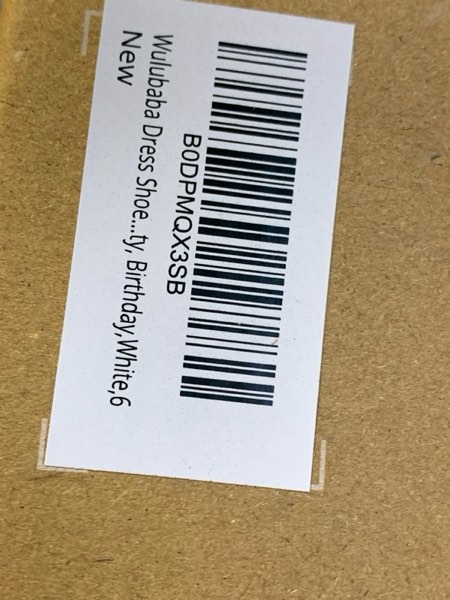 B0DPMQX3SB
Wulubaba Dress Shoe...ty, Birthday,White,6
New